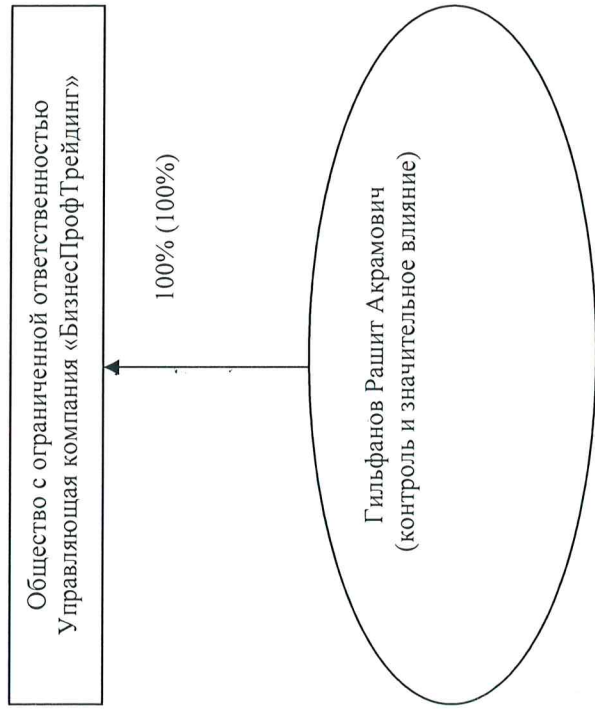 Общество с ограниченной ответственностью
Управляющая компания «БизнесПрофТрейдинг»
100% (100%)
Гильфанов Рашит Акрамович
(контроль и значительное влияние)